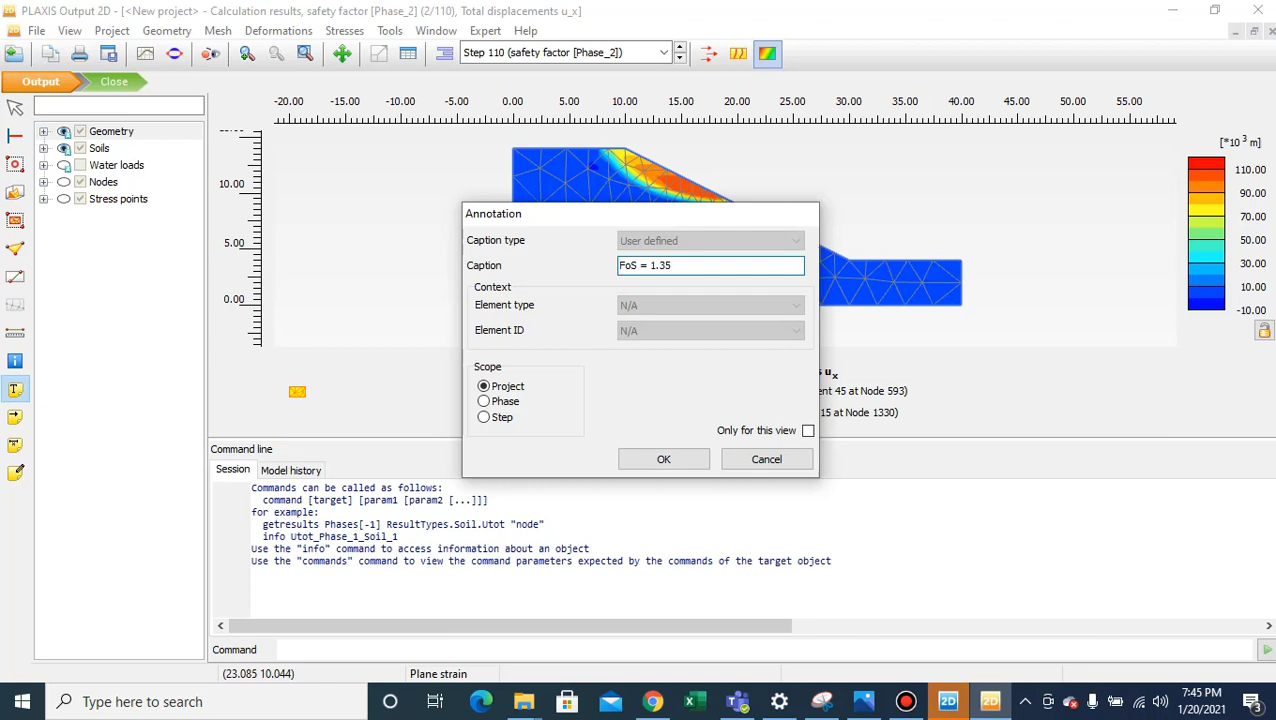 PLAXIS Output 2D - [<New project> - Calculation results, safety factor [Phase_2] (2/110), Total displacements u_x]
File View Project Geometry Mesh Deformations Stresses Tools Window Expert Help
Step 110 (safety factor [Phase_2])
Output Close
-20.00 -15.00 -10.00 -5.00 0.00 5.00 10.00 15.00 20.00 25.00 30.00 35.00 40.00 45.00 50.00 55.00
Geometry
Soils
Water loads
Nodes
Stress points
10.00
5.00
0.00
[*10³ m]
110.00
90.00
70.00
50.00
30.00
10.00
-10.00
Annotation
Caption type User defined
Caption FoS = 1.35
Context
Element type N/A
Element ID N/A
Scope
Project
Phase
Step
Only for this view
OK Cancel
s uₓ
ent 45 at Node 593)
15 at Node 1330)
Command line
Session Model history
Commands can be called as follows:
command [target] [param1 [param2 [...]]]
for example:
getresults Phases[-1] ResultTypes.Soil.Utot "node"
info Utot_Phase_1_Soil_1
Use the "info" command to access information about an object
Use the "commands" command to view the command parameters expected by the commands of the target object
Command
(23.085 10.044) Plane strain
Type here to search
7:45 PM
1/20/2021
3